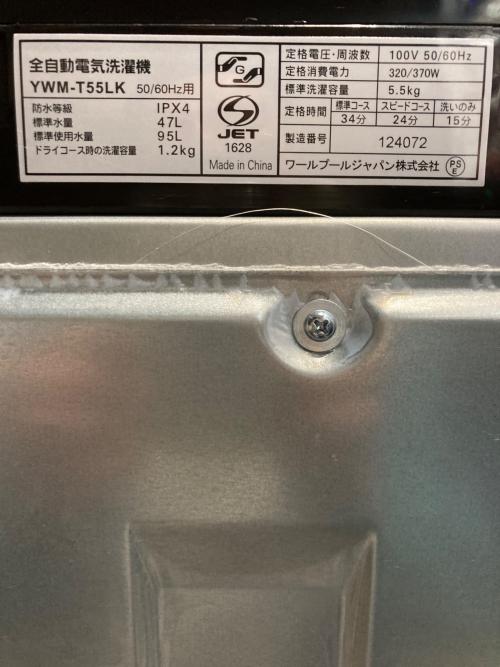 全自動電気洗濯機
YWM-T55LK 50/60Hz用
防水等級 IPX4
標準水量 47L
標準使用水量 95L
ドライコース時の洗濯容量 1.2kg
G
S
JET
1628
Made in China
定格電圧・周波数 100V 50/60Hz
定格消費電力 320/370W
標準洗濯容量 5.5kg
定格時間 標準コース スピードコース 洗いのみ
34分 24分 15分
製造番号 124072
ワールプールジャパン株式会社 PSE